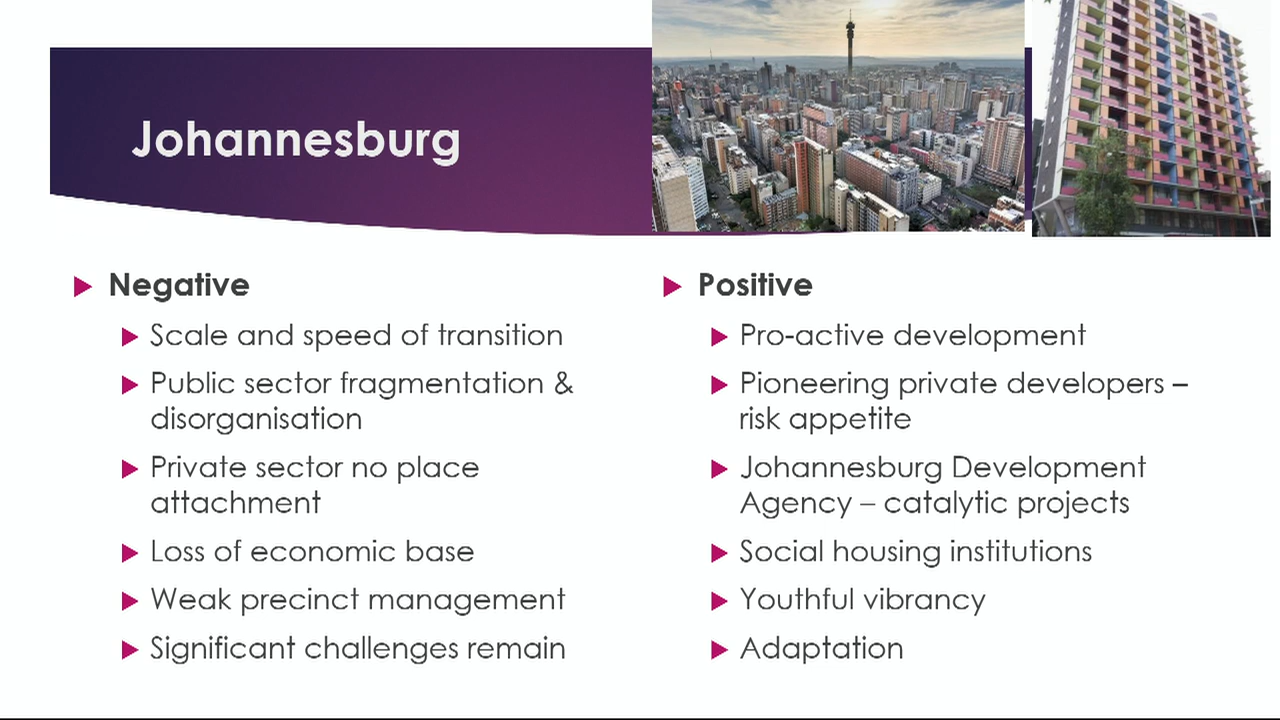 Johannesburg
Negative
Scale and speed of transition
Public sector fragmentation &
disorganisation
Private sector no place
attachment
Loss of economic base
Weak precinct management
Significant challenges remain
Positive
Pro-active development
Pioneering private developers –
risk appetite
Johannesburg Development
Agency – catalytic projects
Social housing institutions
Youthful vibrancy
Adaptation